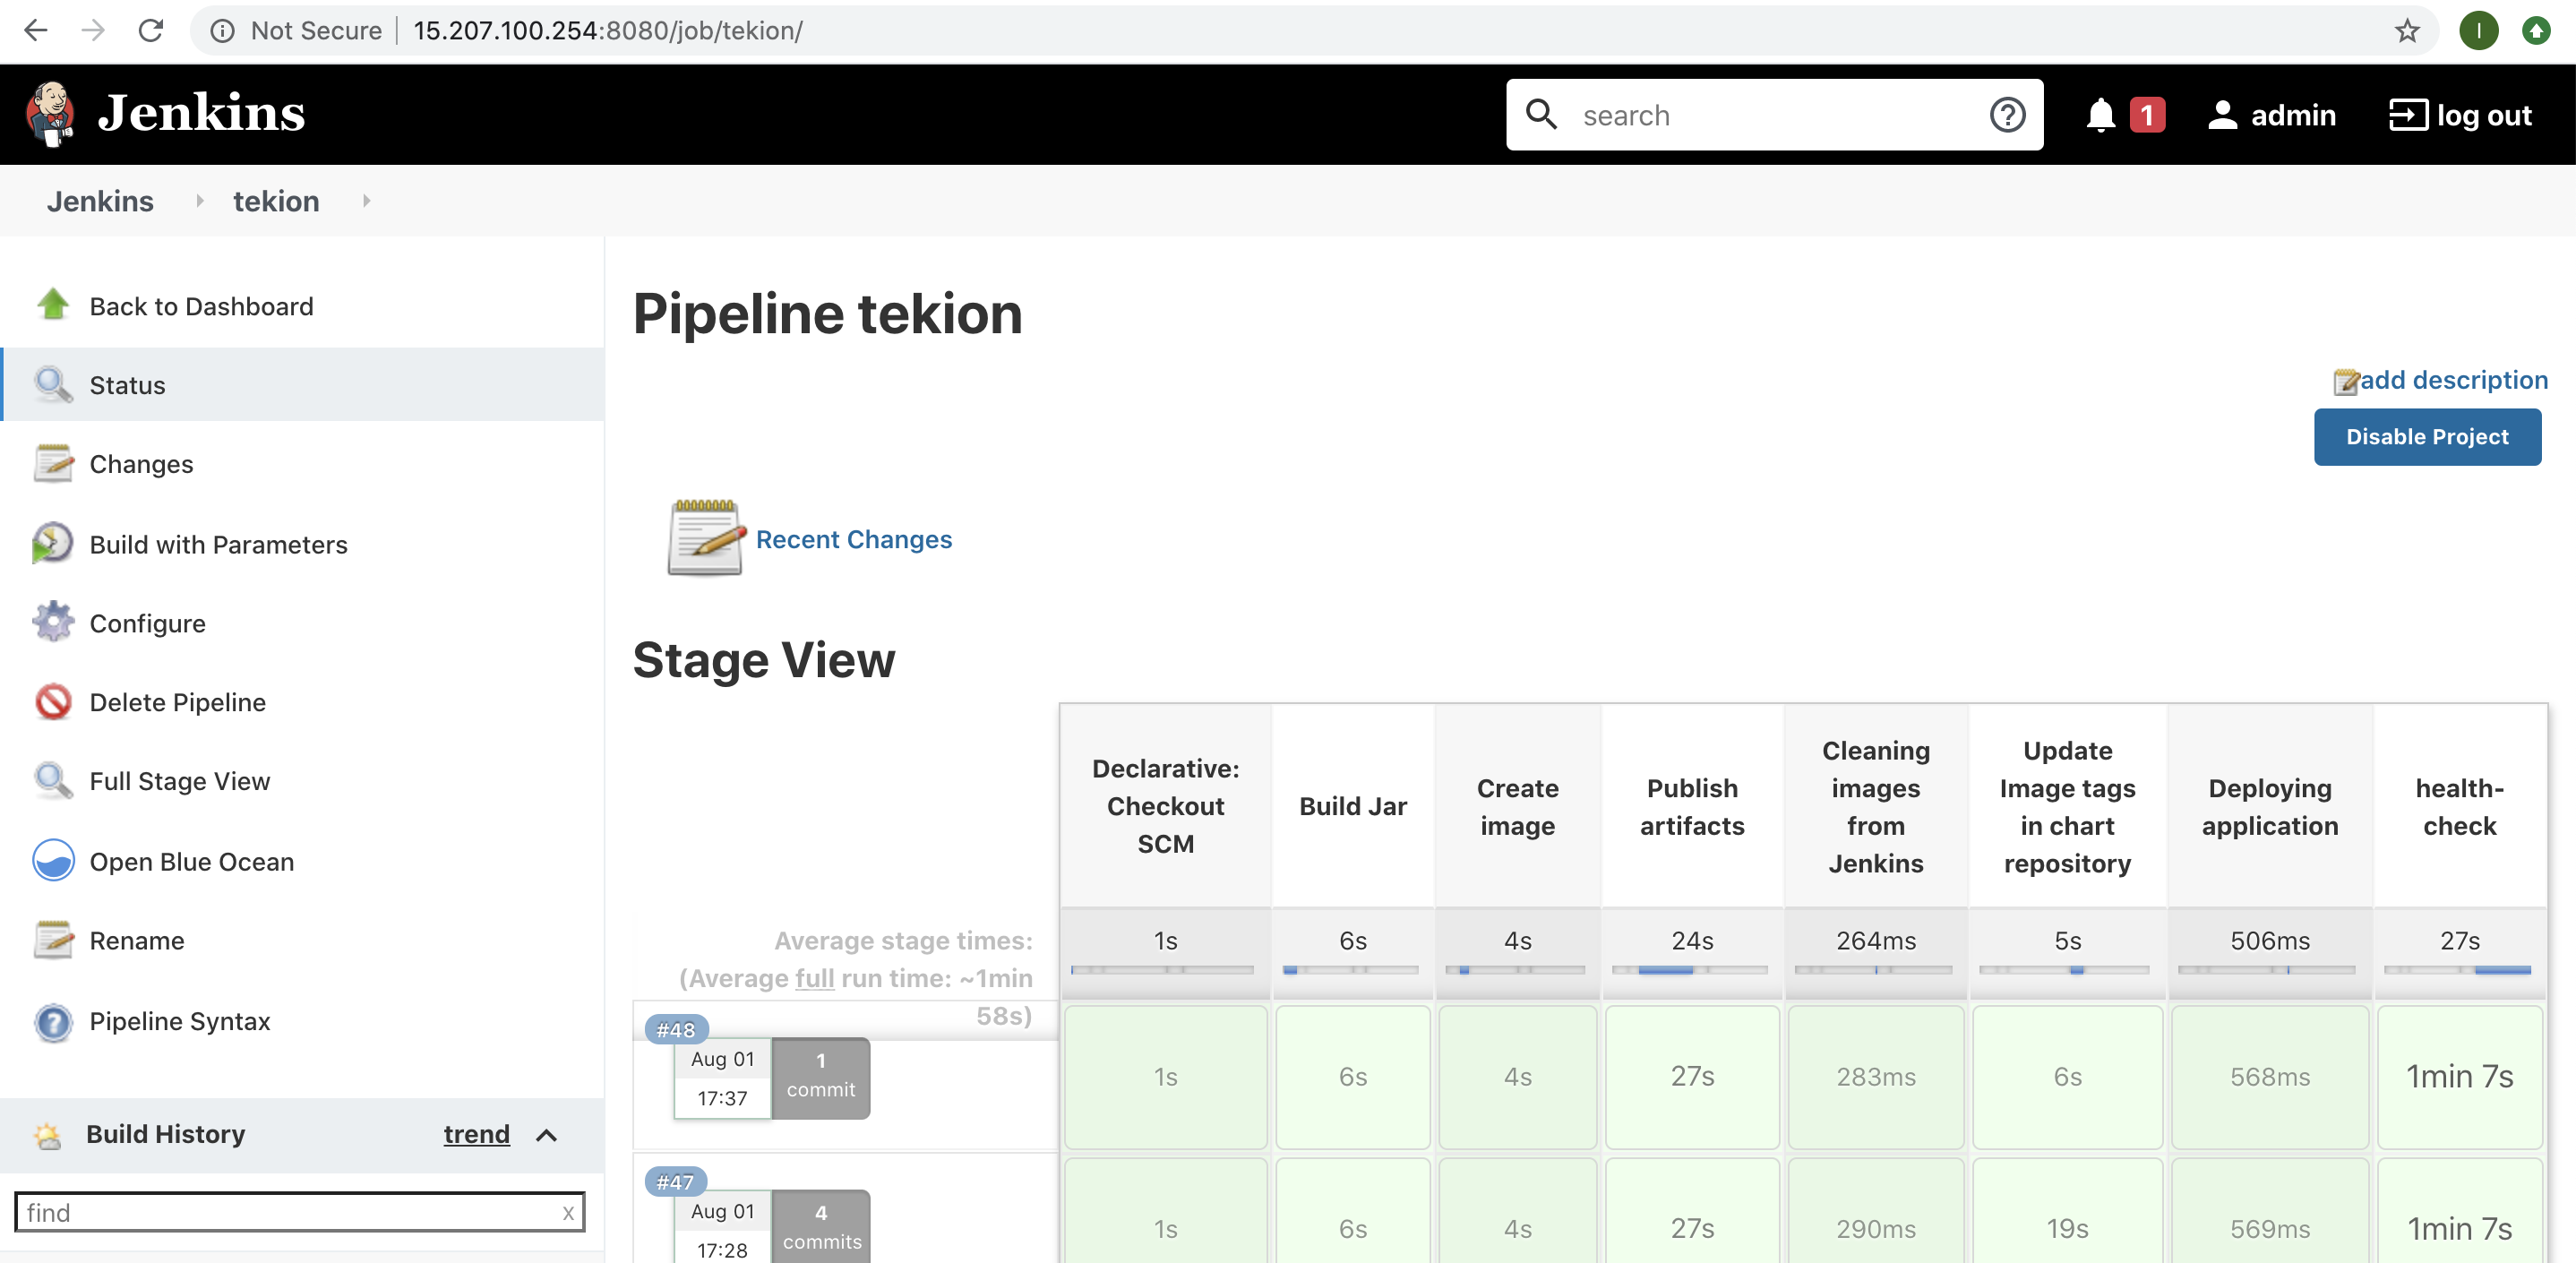 Not Secure | 15.207.100.254:8080/job/tekion/
I
Jenkins
search
?
1
admin
log out
Jenkins
tekion
Back to Dashboard
Status
Changes
Build with Parameters
Configure
Delete Pipeline
Full Stage View
Open Blue Ocean
Rename
Pipeline Syntax
Build History
trend
find
x
Pipeline tekion
add description
Disable Project
Recent Changes
Stage View
Declarative:
Checkout
SCM
Build Jar
Create
image
Publish
artifacts
Cleaning
images
from
Jenkins
Update
Image tags
in chart
repository
Deploying
application
health-
check
Average stage times:
(Average full run time: ~1min
58s)
1s
6s
4s
24s
264ms
5s
506ms
27s
#48
Aug 01
17:37
1
commit
1s
6s
4s
27s
283ms
6s
568ms
1min 7s
#47
Aug 01
17:28
4
commits
1s
6s
4s
27s
290ms
19s
569ms
1min 7s